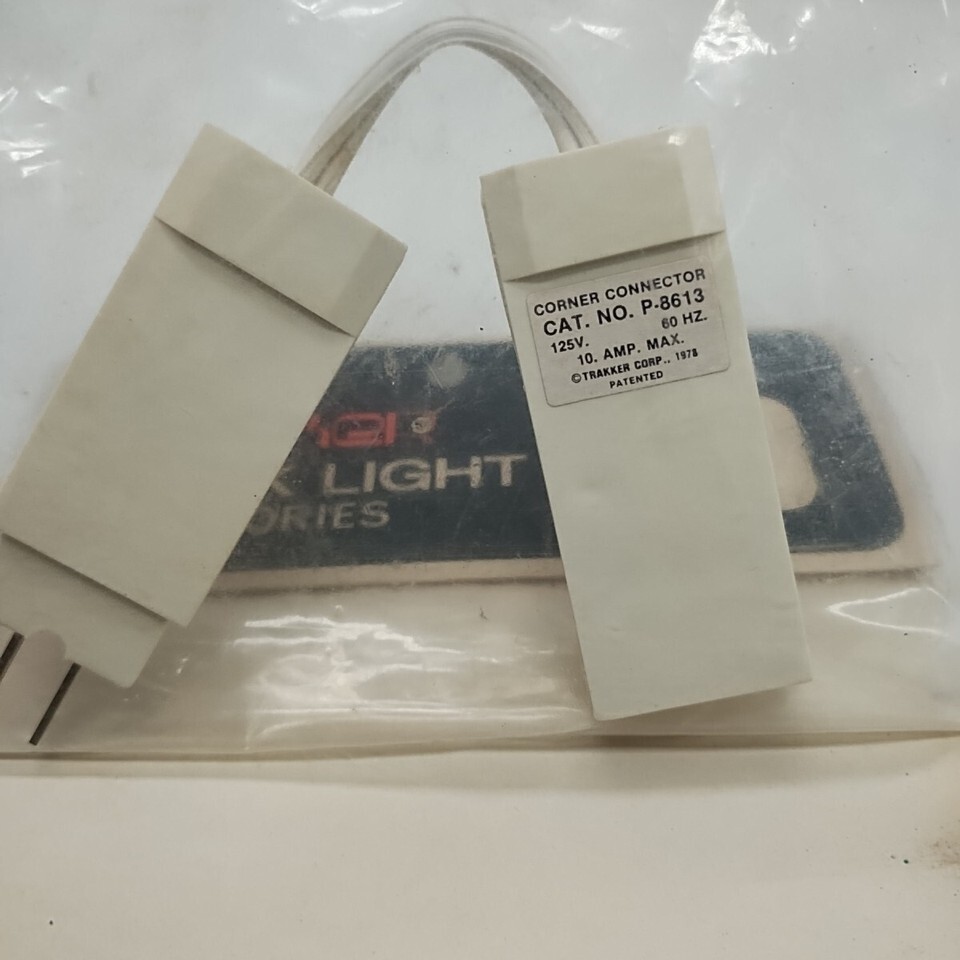 CORNER CONNECTOR
CAT. NO. P-8613
125V. 60 HZ.
10. AMP. MAX.
©TRAKKER CORP., 1978
PATENTED
LIGHT
ORIES